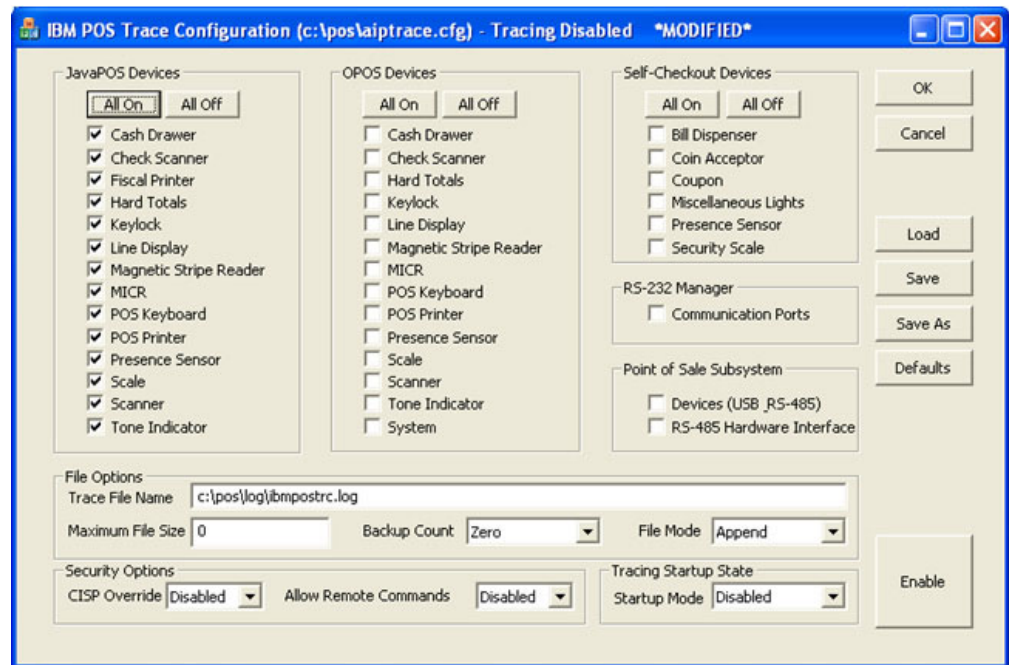 IBM POS Trace Configuration (c:\pos\aiptrace.cfg) - Tracing Disabled *MODIFIED*
JavaPOS Devices
All On All Off
Cash Drawer
Check Scanner
Fiscal Printer
Hard Totals
Keylock
Line Display
Magnetic Stripe Reader
MICR
POS Keyboard
POS Printer
Presence Sensor
Scale
Scanner
Tone Indicator
OPOS Devices
All On All Off
Cash Drawer
Check Scanner
Hard Totals
Keylock
Line Display
Magnetic Stripe Reader
MICR
POS Keyboard
POS Printer
Presence Sensor
Scale
Scanner
Tone Indicator
System
Self-Checkout Devices
All On All Off
Bill Dispenser
Coin Acceptor
Coupon
Miscellaneous Lights
Presence Sensor
Security Scale
RS-232 Manager
Communication Ports
Point of Sale Subsystem
Devices (USB_RS-485)
RS-485 Hardware Interface
OK
Cancel
Load
Save
Save As
Defaults
File Options
Trace File Name c:\pos\log\ibmpostrc.log
Maximum File Size 0 Backup Count Zero File Mode Append
Security Options
CISP Override Disabled Allow Remote Commands Disabled
Tracing Startup State
Startup Mode Disabled
Enable